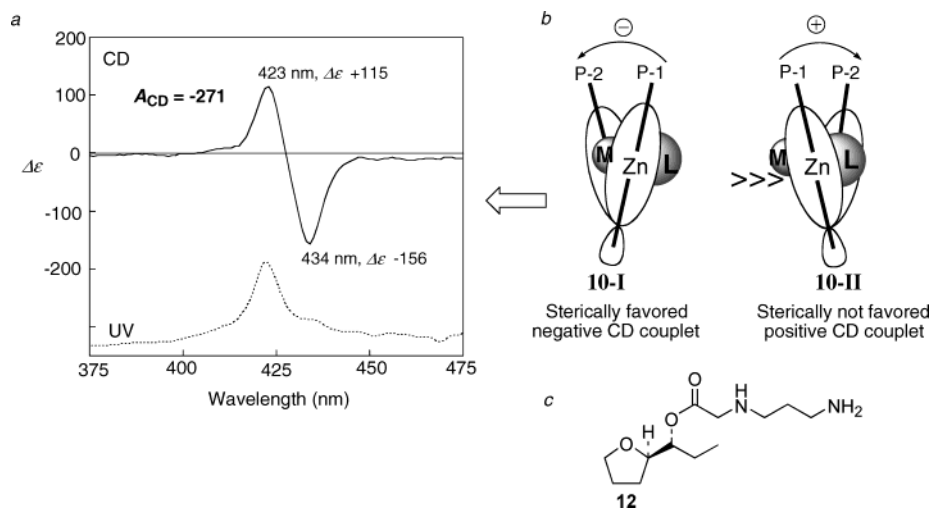 a
200
CD
423 nm, Δε +115
100
A_CD = -271
0
Δε
-100
434 nm, Δε -156
-200
UV
375 400 425 450 475
Wavelength (nm)
b
−
+
P-2 P-1
P-1 P-2
M Zn L
>>>
M Zn L
10-I
10-II
Sterically favored
negative CD couplet
Sterically not favored
positive CD couplet
c
O
H
N
NH2
O
H
O
12